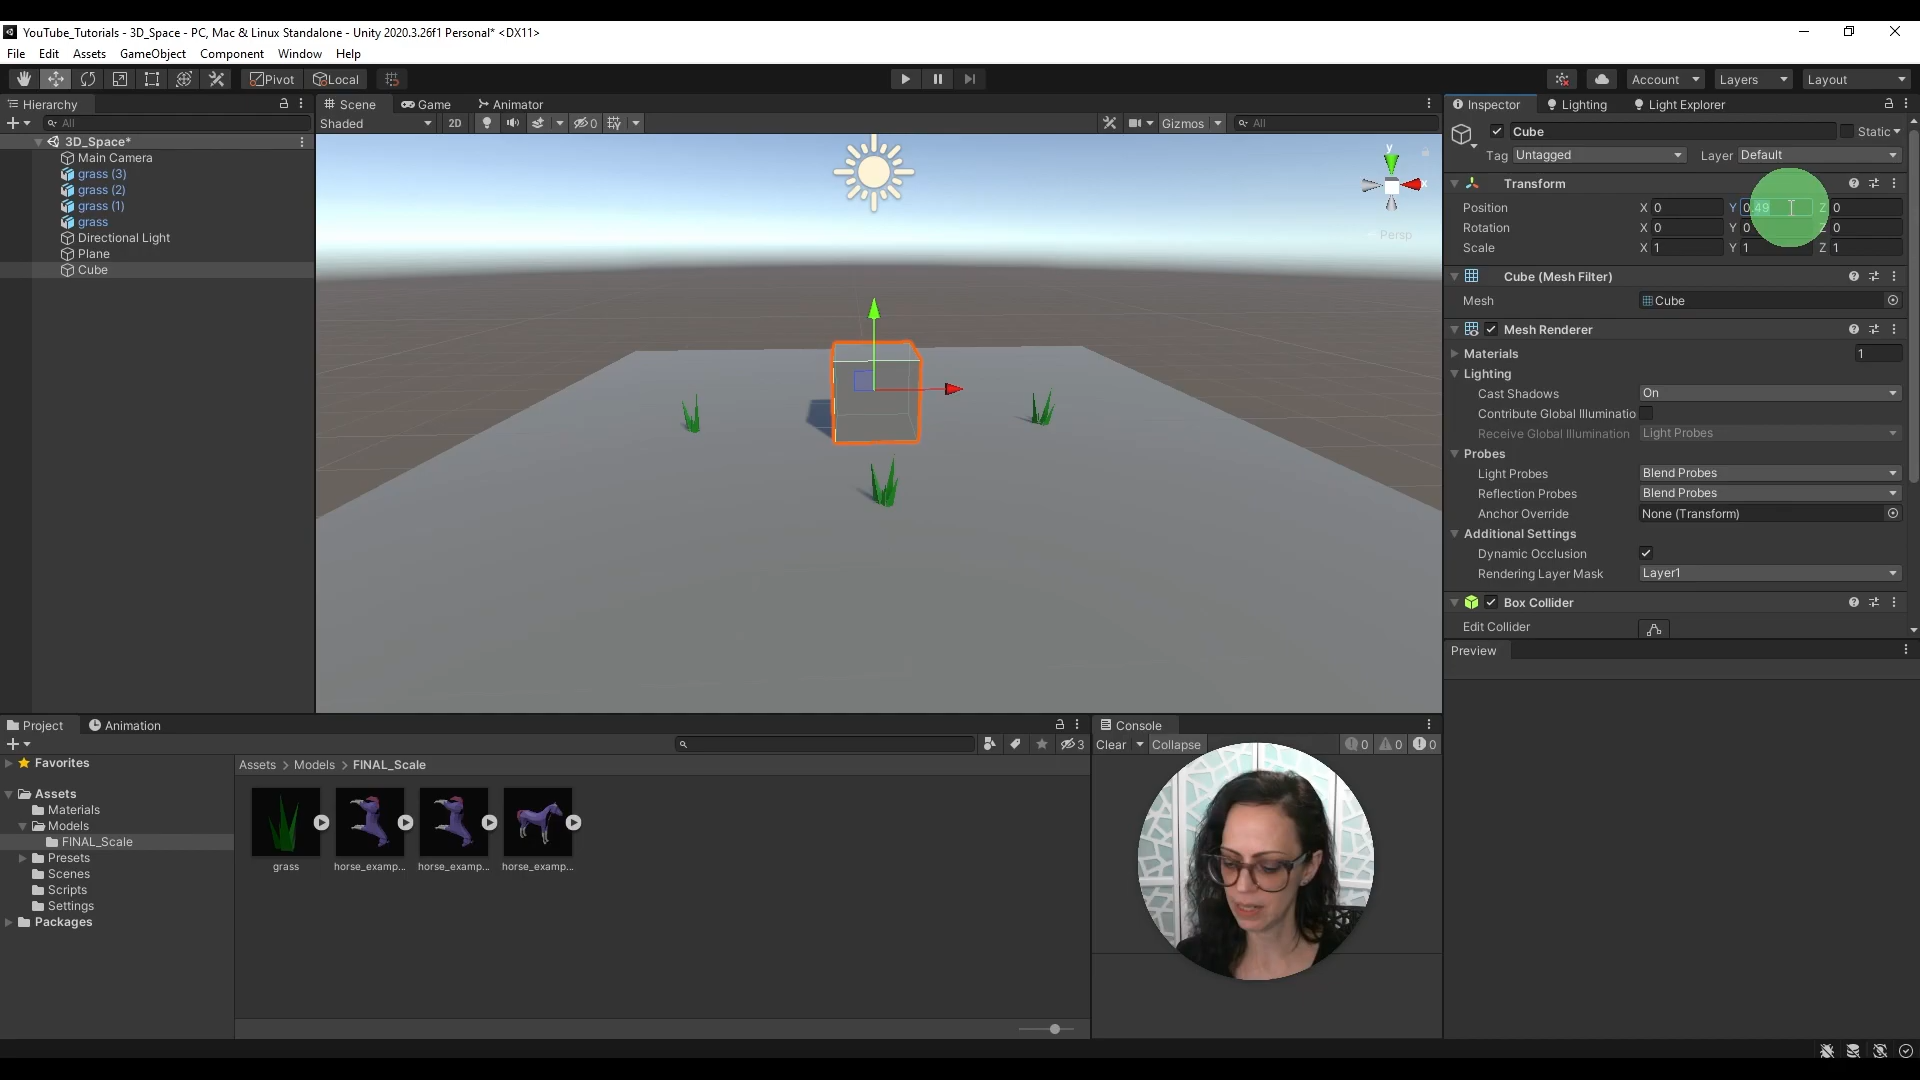 YouTube_Tutorials - 3D_Space - PC, Mac & Linux Standalone - Unity 2020.3.26f1 Personal* <DX11>
File Edit Assets GameObject Component Window Help
Pivot Local Account Layers Layout
Hierarchy
All
3D_Space*
Main Camera
grass (3)
grass (2)
grass (1)
grass
Directional Light
Plane
Cube
Scene Game Animator
Shaded 2D 0 Gizmos All
y
x
Persp
Inspector Lighting Light Explorer
Cube Static
Tag Untagged Layer Default
Transform
Position X 0 Y 0.49 Z 0
Rotation X 0 Y 0 Z 0
Scale X 1 Y 1 Z 1
Cube (Mesh Filter)
Mesh Cube
Mesh Renderer
Materials 1
Lighting
Cast Shadows On
Contribute Global Illuminatio
Receive Global Illumination Light Probes
Probes
Light Probes Blend Probes
Reflection Probes Blend Probes
Anchor Override None (Transform)
Additional Settings
Dynamic Occlusion
Rendering Layer Mask Layer1
Box Collider
Edit Collider
Preview
Project Animation
3
Favorites
Assets
Materials
Models
FINAL_Scale
Presets
Scenes
Scripts
Settings
Packages
Assets > Models > FINAL_Scale
grass horse_examp... horse_examp... horse_examp...
Console
Clear Collapse 0 0 0